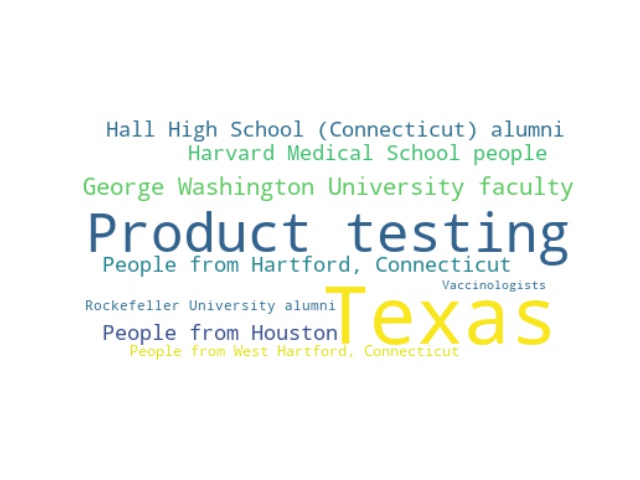 Hall High School (Connecticut) alumni
Harvard Medical School people
George Washington University faculty
Product testing
People from Hartford, Connecticut
Vaccinologists
Rockefeller University alumni
Texas
People from Houston
People from West Hartford, Connecticut